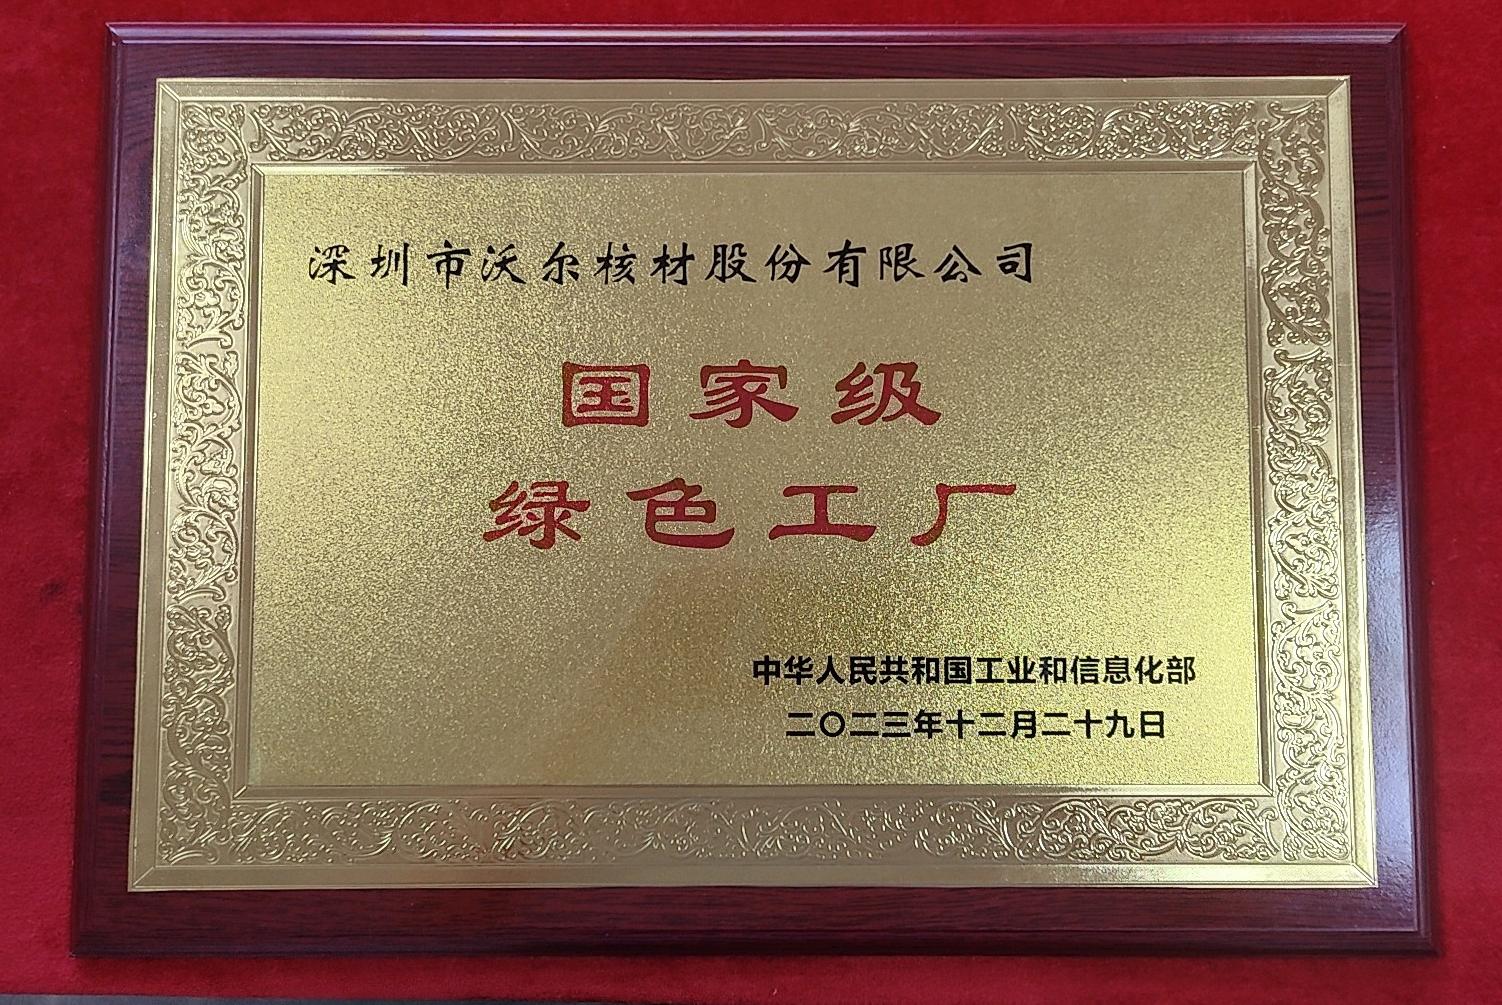 深圳市沃尔核材股份有限公司
国家级
绿色工厂
中华人民共和国工业和信息化部
二〇二三年十二月二十九日